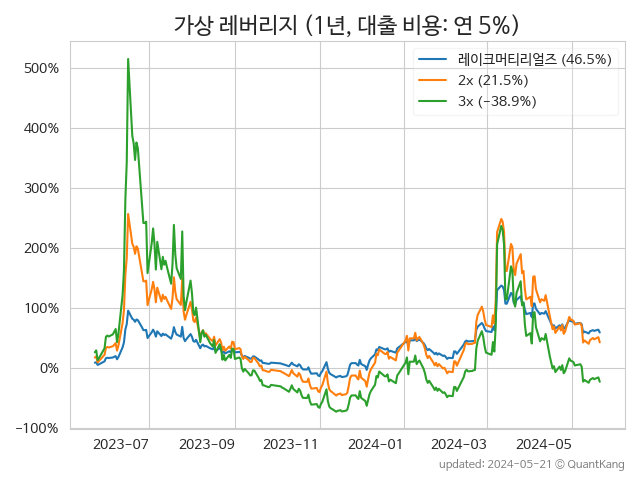 가상 레버리지 (1년, 대출 비용: 연 5%)
레이크머티리얼즈 (46.5%)
2x (21.5%)
3x (−38.9%)
500%
400%
300%
200%
100%
0%
−100%
2023-07 2023-09 2023-11 2024-01 2024-03 2024-05
updated: 2024-05-21 © QuantKang